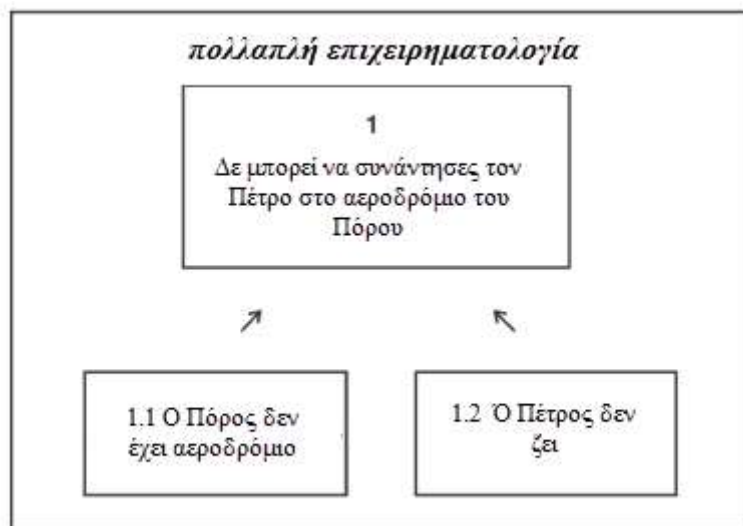 πολλαπλή επιχειρηματολογία
1
Δε μπορεί να συνάντησες τον
Πέτρο στο αεροδρόμιο του
Πόρου
1.1 Ο Πόρος δεν
έχει αεροδρόμιο
1.2 Ό Πέτρος δεν
ζει